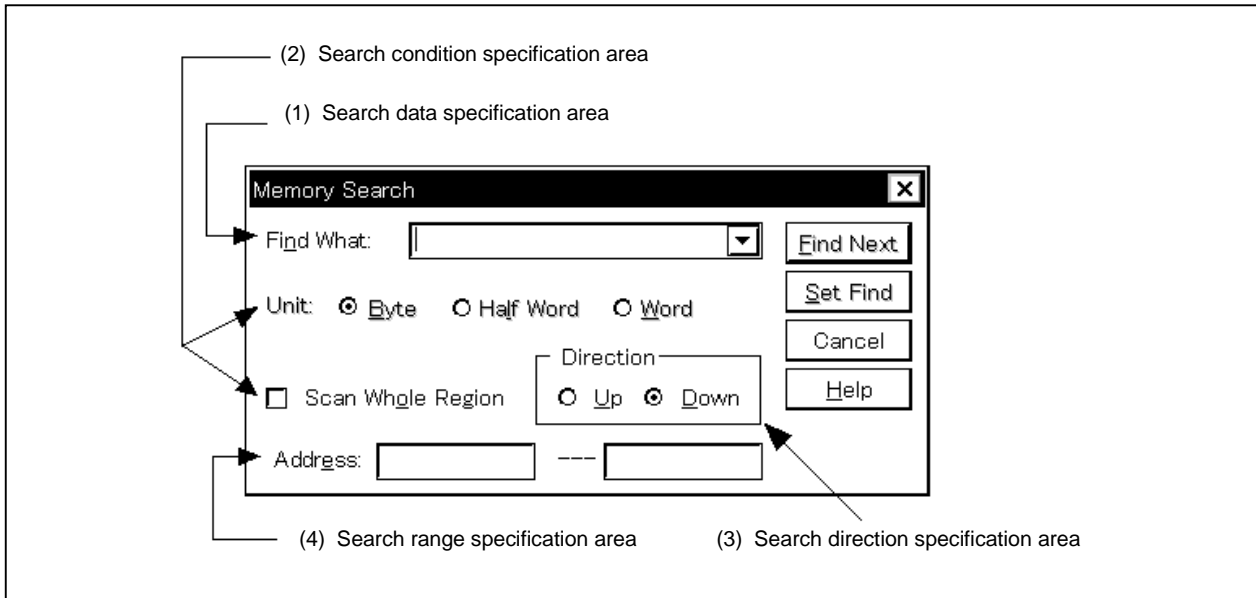 (2) Search condition specification area
(1) Search data specification area
Memory Search
Find What:
Find Next
Unit: Byte Half Word Word
Set Find
Cancel
Direction
Scan Whole Region
Up Down
Help
Address: ---
(4) Search range specification area
(3) Search direction specification area